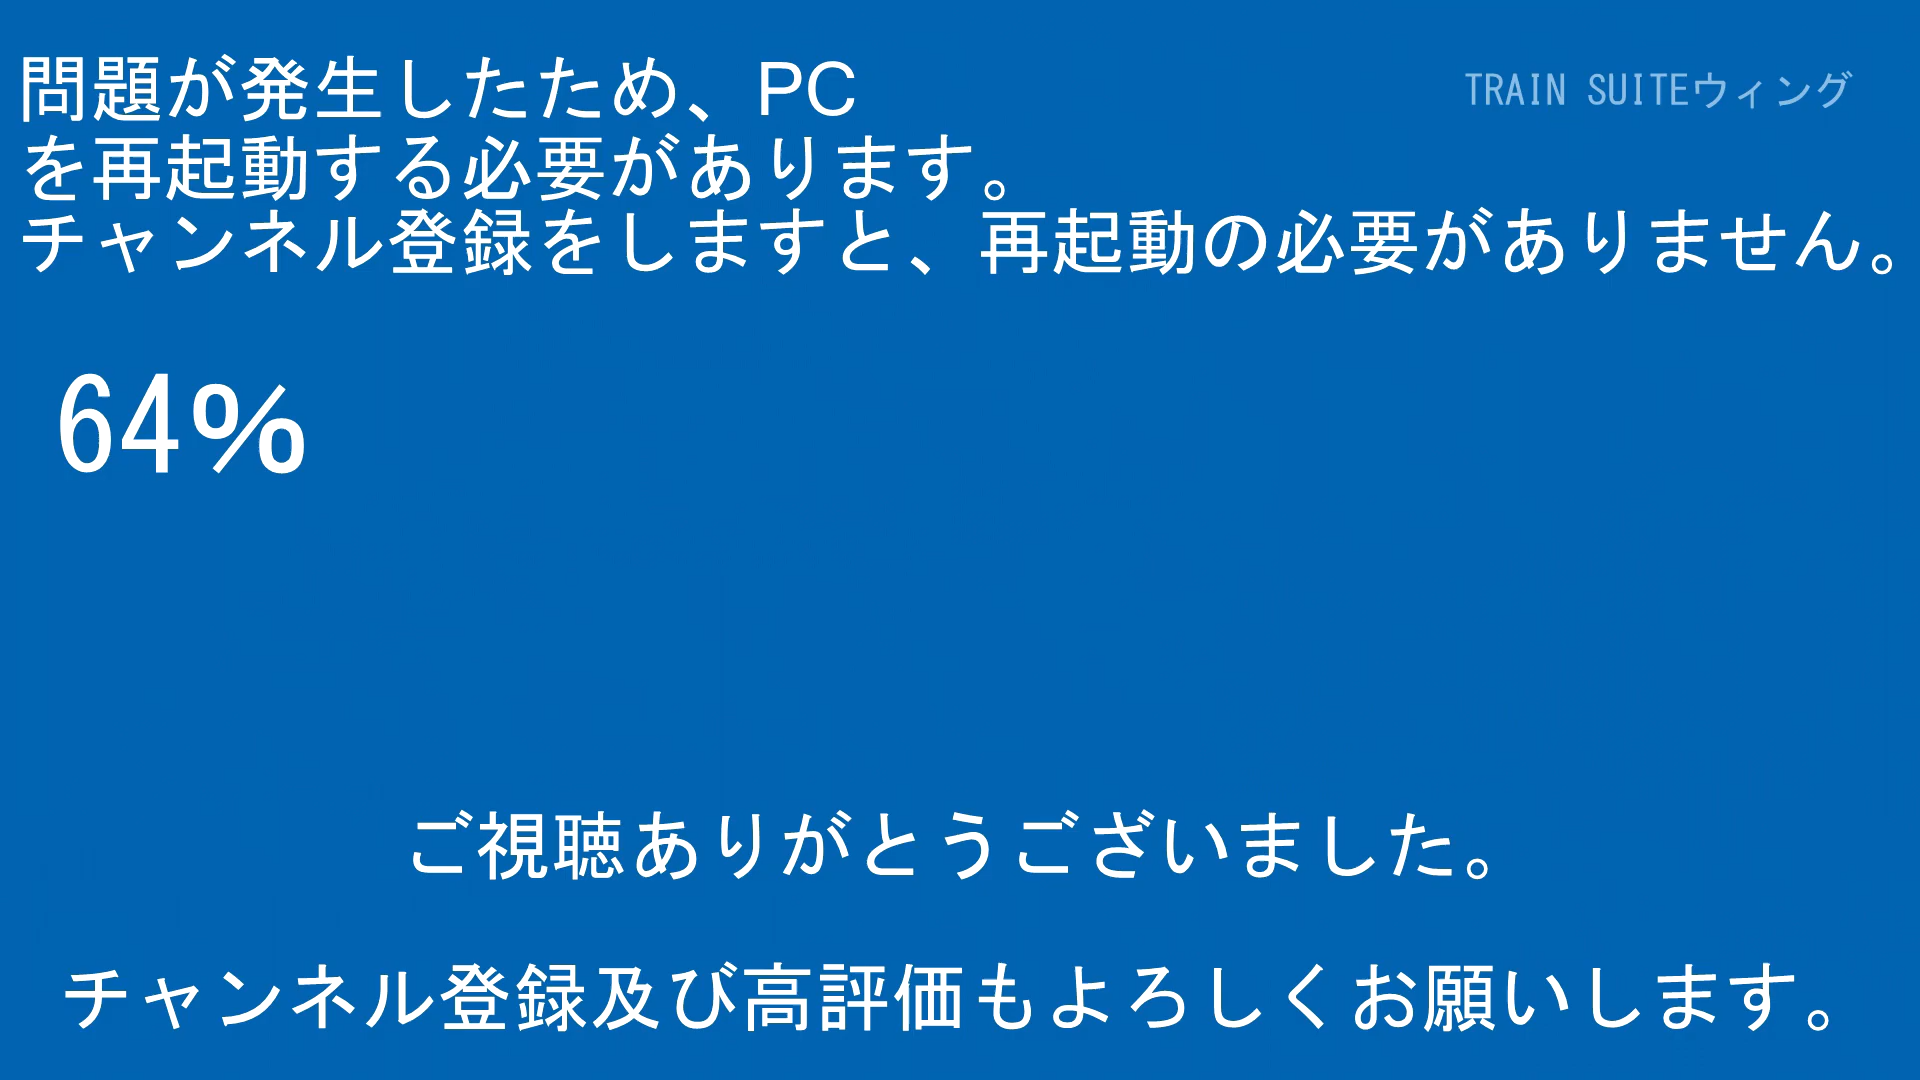 問題が発生したため、PC
TRAIN SUITEウィング
を再起動する必要があります。
チャンネル登録をしますと、再起動の必要がありません。
64%
ご視聴ありがとうございました。
チャンネル登録及び高評価もよろしくお願いします。